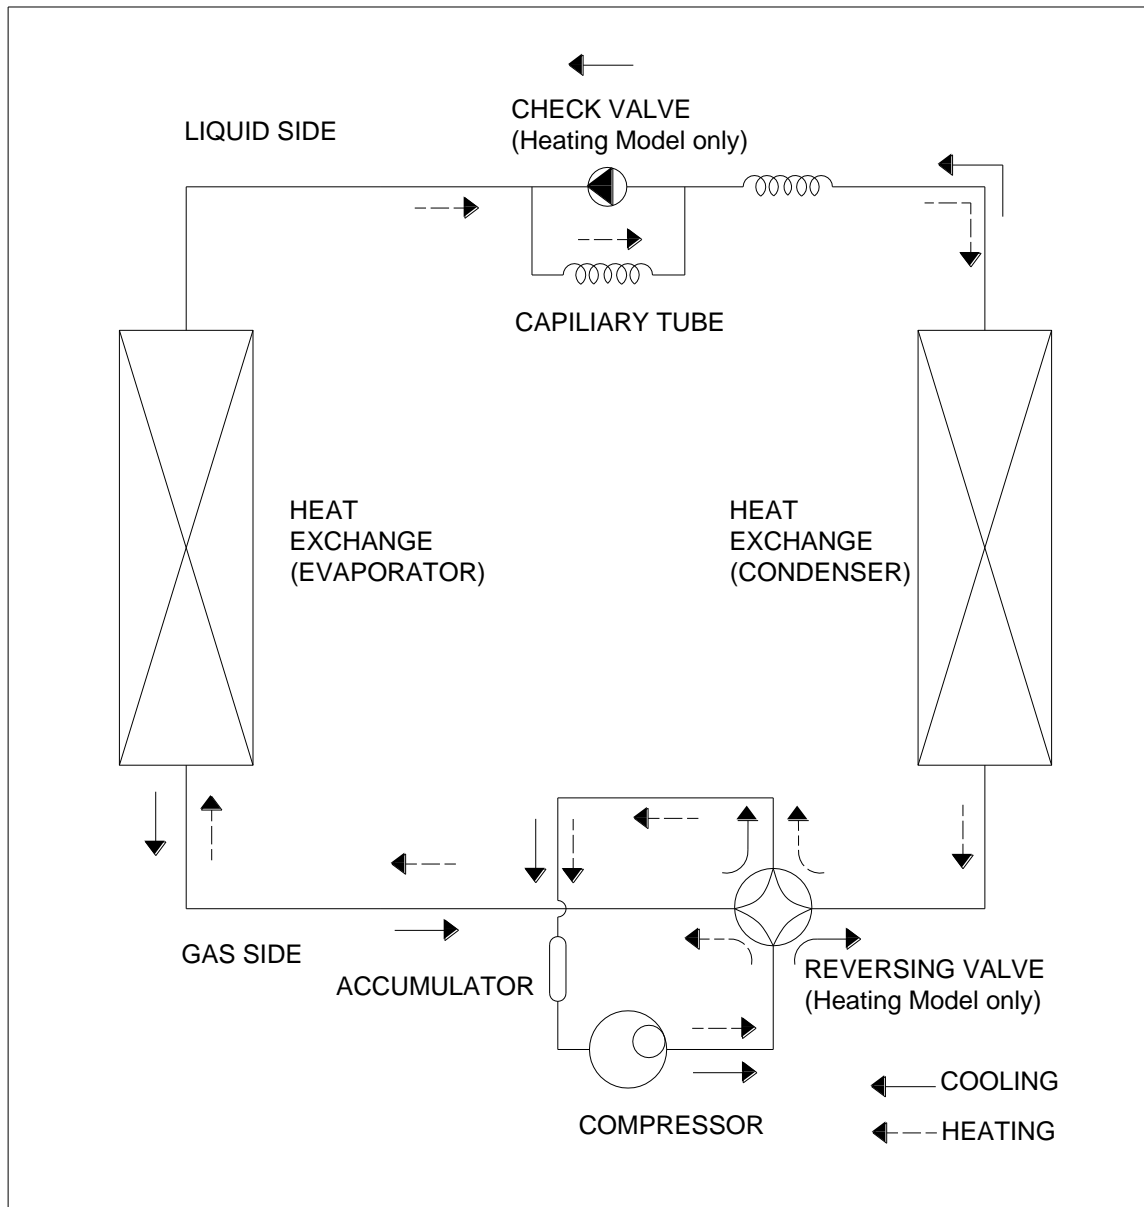 CHECK VALVE
(Heating Model only)
LIQUID SIDE
CAPILIARY TUBE
HEAT
EXCHANGE
(EVAPORATOR)
HEAT
EXCHANGE
(CONDENSER)
GAS SIDE
ACCUMULATOR
REVERSING VALVE
(Heating Model only)
COMPRESSOR
COOLING
HEATING